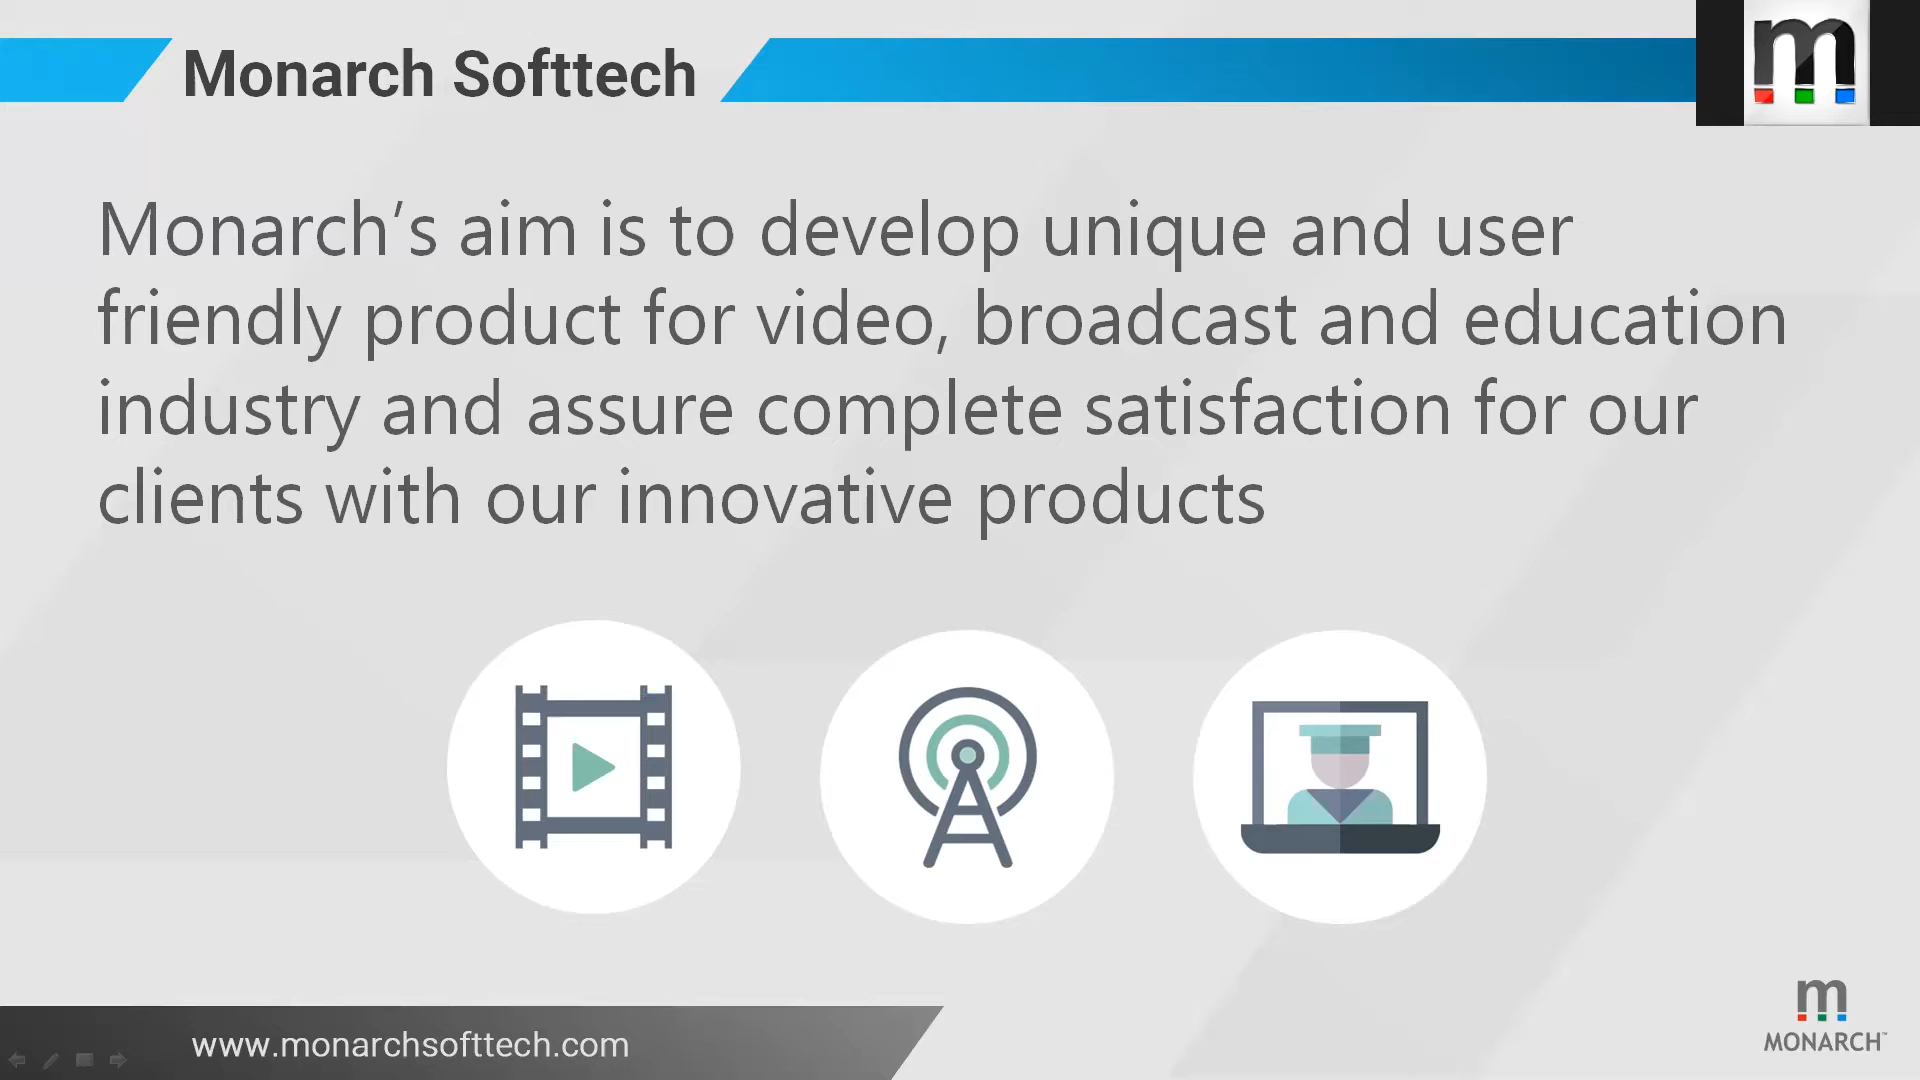 Monarch Softtech
m
Monarch’s aim is to develop unique and user
friendly product for video, broadcast and education
industry and assure complete satisfaction for our
clients with our innovative products
www.monarchsofttech.com
m
MONARCH™